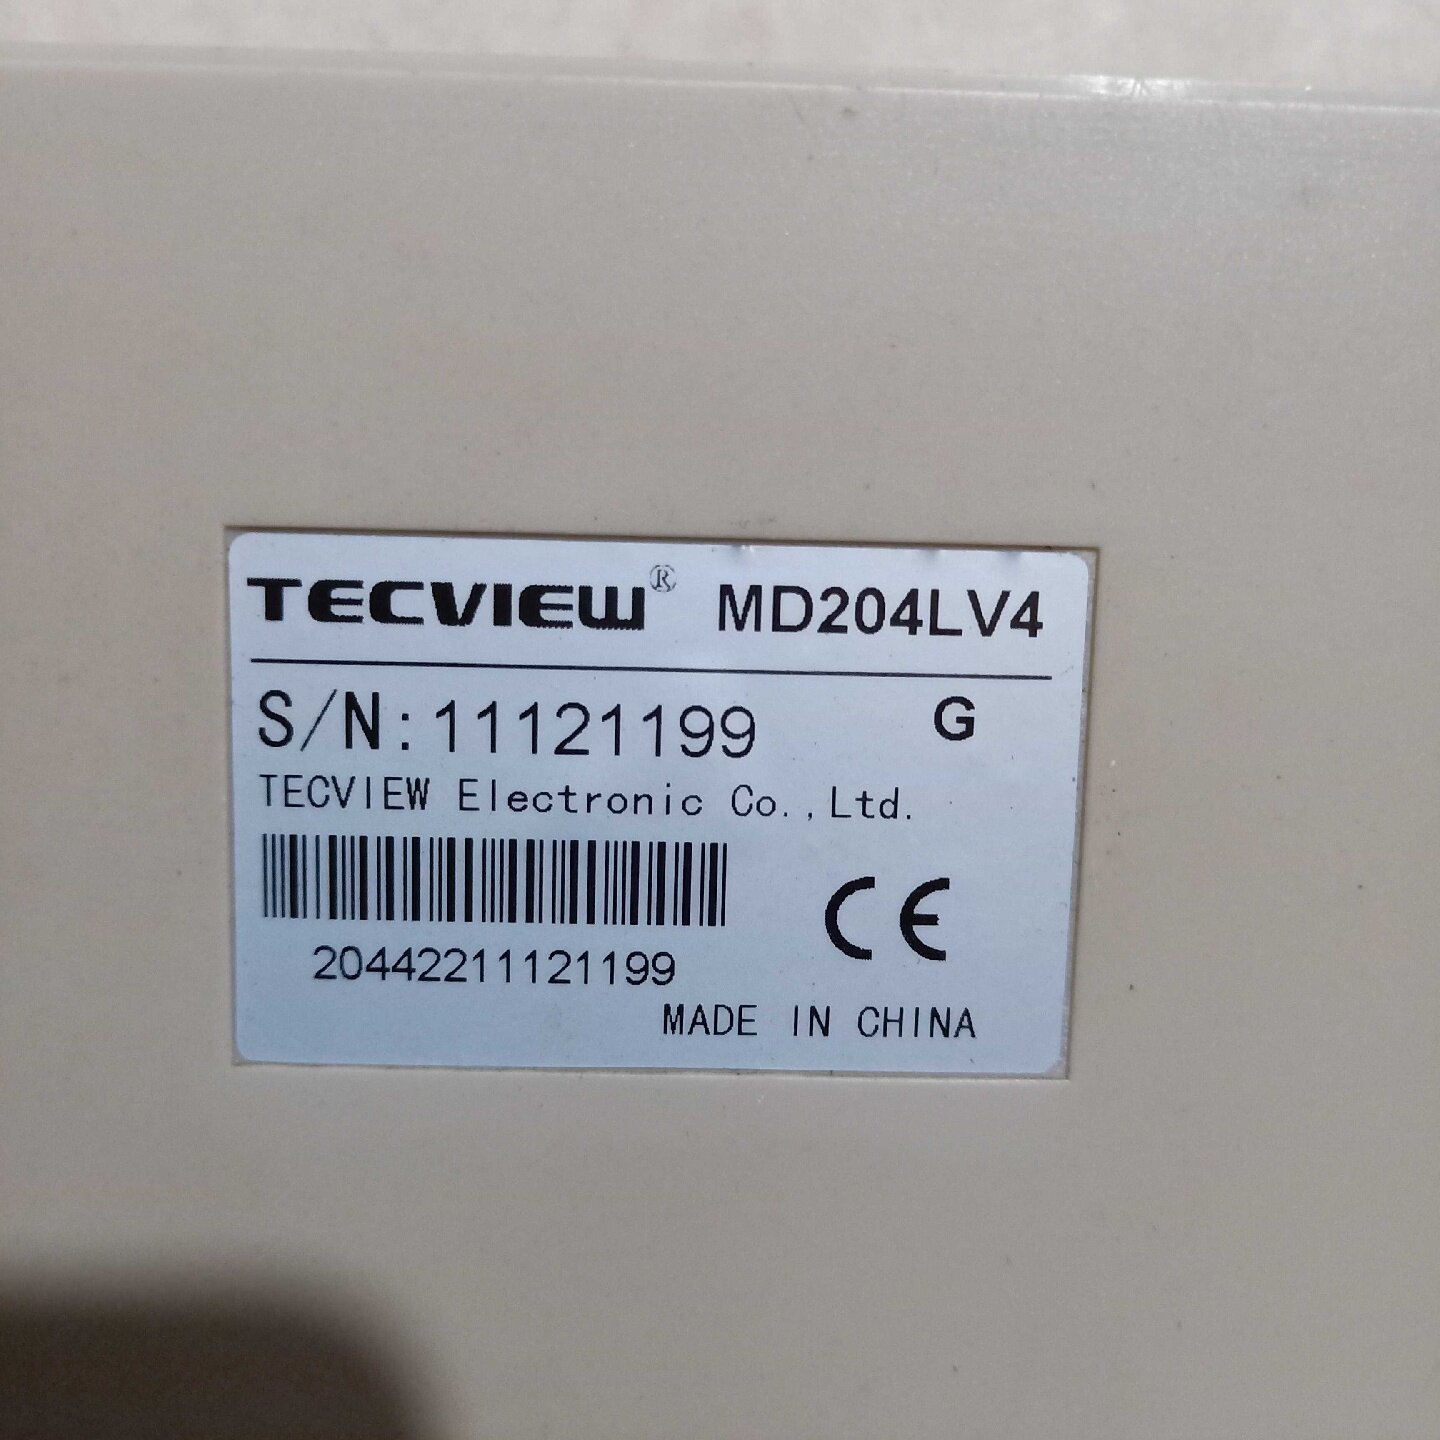 TECVIEW® MD204LV4
S/N:11121199 G
TECVIEW Electronic Co.,Ltd.
CE
20442211121199
MADE IN CHINA